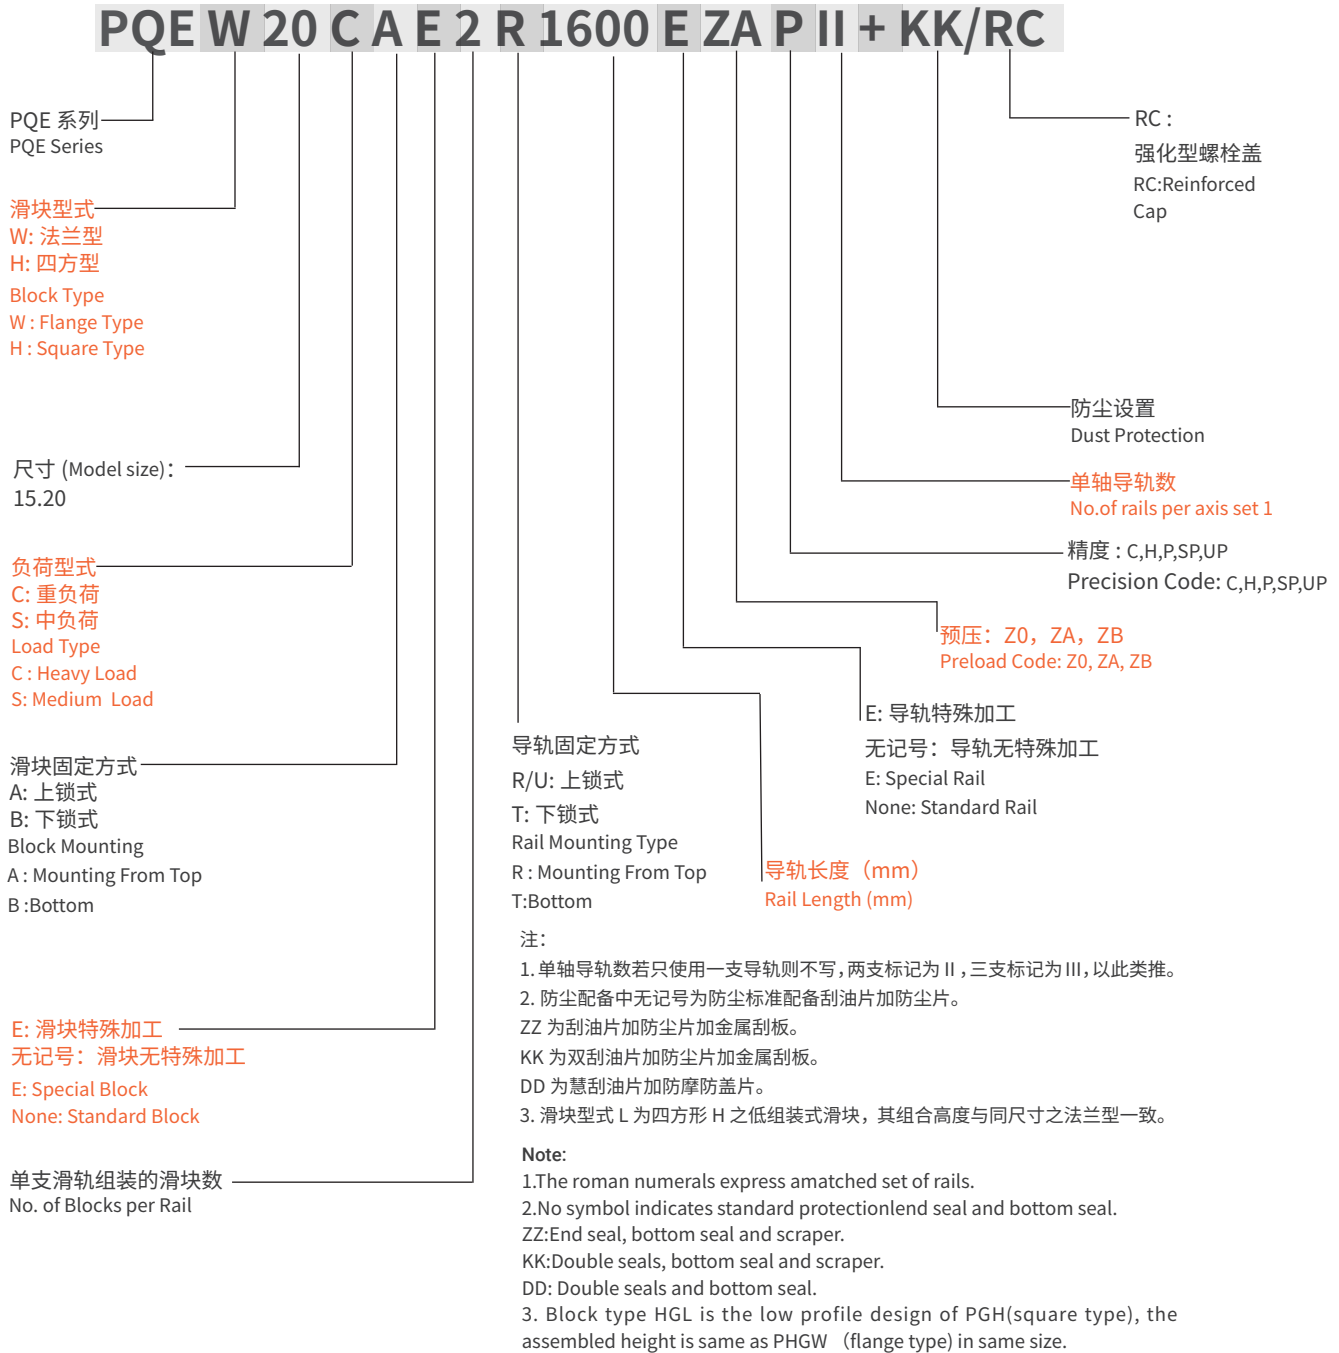 PQE W 20 C A E 2 R 1600 E ZA P II + KK/RC
PQE 系列
PQE Series
滑块型式
W: 法兰型
H: 四方型
Block Type
W : Flange Type
H : Square Type
尺寸 (Model size)：
15.20
负荷型式
C: 重负荷
S: 中负荷
Load Type
C : Heavy Load
S: Medium Load
滑块固定方式
A: 上锁式
B: 下锁式
Block Mounting
A : Mounting From Top
B :Bottom
E: 滑块特殊加工
无记号：滑块无特殊加工
E: Special Block
None: Standard Block
单支滑轨组装的滑块数
No. of Blocks per Rail
RC :
强化型螺栓盖
RC:Reinforced
Cap
防尘设置
Dust Protection
单轴导轨数
No.of rails per axis set 1
精度 : C,H,P,SP,UP
Precision Code: C,H,P,SP,UP
预压：Z0，ZA，ZB
Preload Code: Z0, ZA, ZB
E: 导轨特殊加工
无记号：导轨无特殊加工
E: Special Rail
None: Standard Rail
导轨长度（mm）
Rail Length (mm)
导轨固定方式
R/U: 上锁式
T: 下锁式
Rail Mounting Type
R : Mounting From Top
T:Bottom
注：
1. 单轴导轨数若只使用一支导轨则不写，两支标记为 II ，三支标记为 III，以此类推。
2. 防尘配备中无记号为防尘标准配备刮油片加防尘片。
ZZ 为刮油片加防尘片加金属刮板。
KK 为双刮油片加防尘片加金属刮板。
DD 为慧刮油片加防摩防盖片。
3. 滑块型式 L 为四方形 H 之低组装式滑块，其组合高度与同尺寸之法兰型一致。
Note:
1.The roman numerals express amatched set of rails.
2.No symbol indicates standard protectionlend seal and bottom seal.
ZZ:End seal, bottom seal and scraper.
KK:Double seals, bottom seal and scraper.
DD: Double seals and bottom seal.
3. Block type HGL is the low profile design of PGH(square type), the
assembled height is same as PHGW （flange type) in same size.